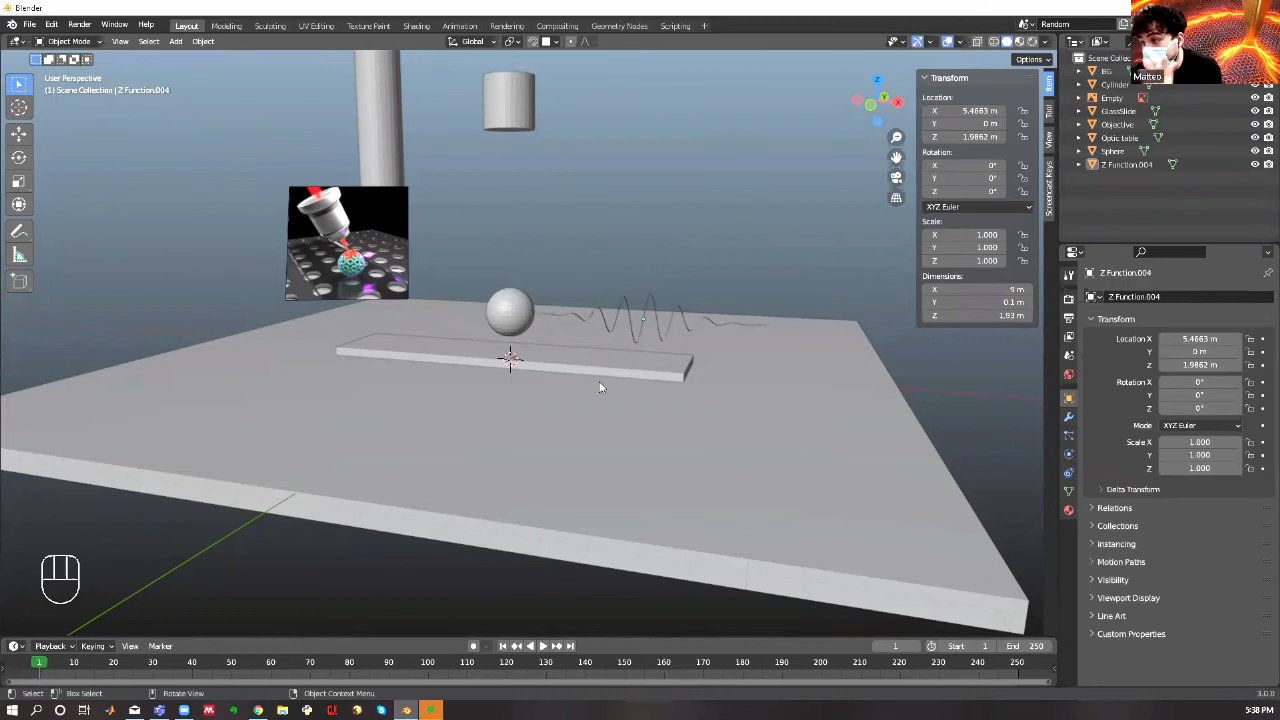 Blender
File Edit Render Window Help Layout Modeling Sculpting UV Editing Texture Paint Shading Animation Rendering Compositing Geometry Nodes Scripting + Random
Object Mode View Select Add Object Global
Options
User Perspective
(1) Scene Collection | Z Function.004
Matteo
Z
Y
X
Transform
Location:
X 5.4663 m
Y 0 m
Z 1.9862 m
Rotation:
X 0°
Y 0°
Z 0°
XYZ Euler
Scale:
X 1.000
Y 1.000
Z 1.000
Dimensions:
X 9 m
Y 0.1 m
Z 1.93 m
Item
Tool
View
Screencast Keys
Scene Collection
BG
Cylinder
Empty
GlassSlide
Objective
Optic table
Sphere
Z Function.004
Z Function.004
Z Function.004
Transform
Location X 5.4663 m
Y 0 m
Z 1.9862 m
Rotation X 0°
Y 0°
Z 0°
Mode XYZ Euler
Scale X 1.000
Y 1.000
Z 1.000
Delta Transform
Relations
Collections
Instancing
Motion Paths
Visibility
Viewport Display
Line Art
Custom Properties
Playback Keying View Marker 1 Start 1 End 250
1 10 20 30 40 50 60 70 80 90 100 110 120 130 140 150 160 170 180 190 200 210 220 230 240 250
Select Box Select Rotate View Object Context Menu 3.0.0
5:38 PM